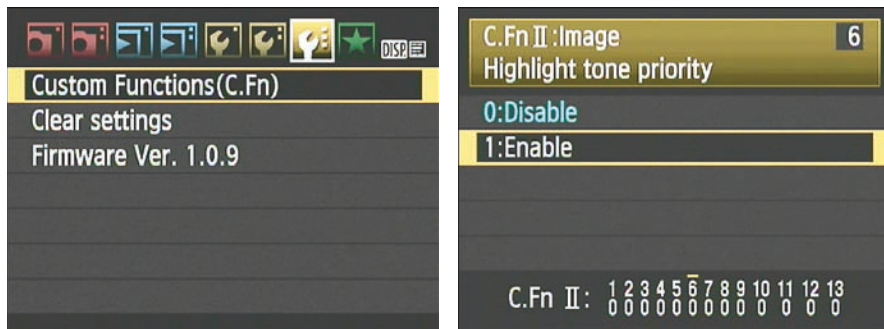 DISP.
Custom Functions(C.Fn)
Clear settings
Firmware Ver. 1.0.9
C.Fn Ⅱ:Image 6
Highlight tone priority
0:Disable
1:Enable
C.Fn Ⅱ: 1 2 3 4 5 6 7 8 9 10 11 12 13
0 0 0 0 0 0 0 0 0 0 0 0 0